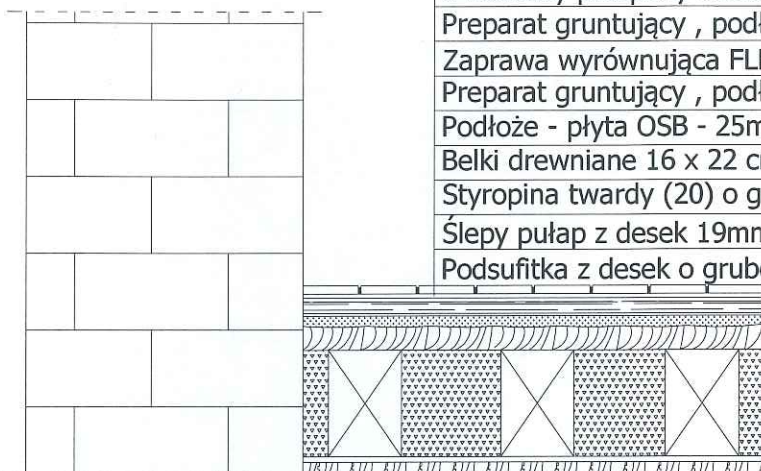 Preparat gruntujący , podł
Zaprawa wyrównująca FL
Preparat gruntujący , podł
Podłoże - płyta OSB - 25m
Belki drewniane 16 x 22 c
Styropina twardy (20) o g
Ślepy pułap z desek 19mm
Podsufitka z desek o grub